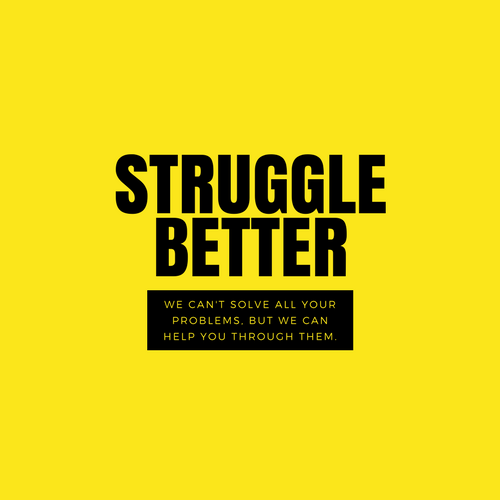 STRUGGLE
BETTER
WE CAN'T SOLVE ALL YOUR
PROBLEMS, BUT WE CAN
HELP YOU THROUGH THEM.